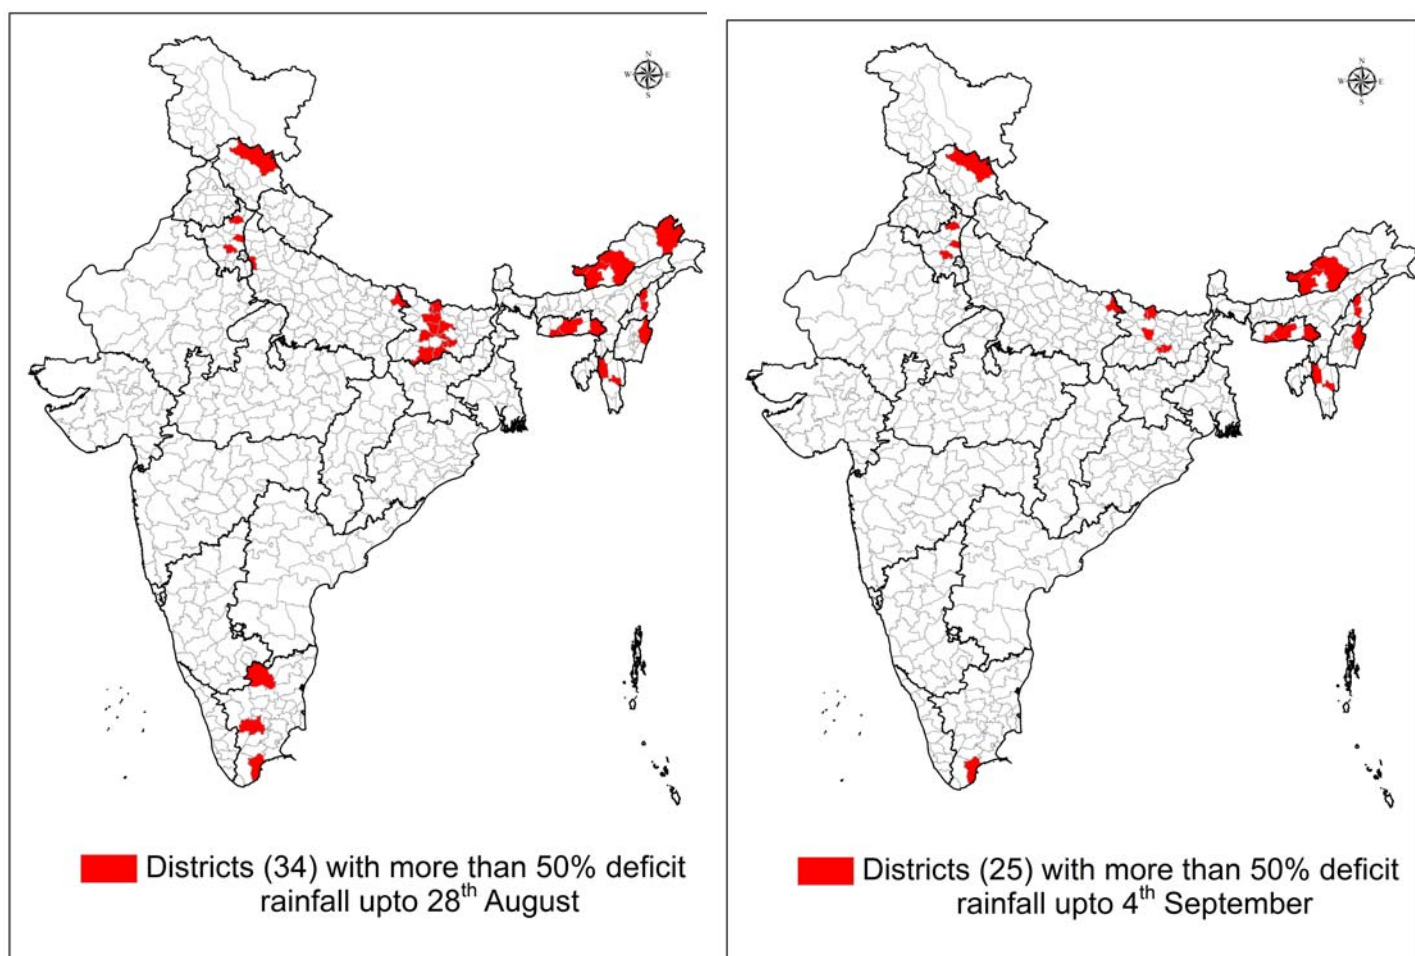 N
W E
S
Districts (34) with more than 50% deficit
rainfall upto 28th August
N
W E
S
Districts (25) with more than 50% deficit
rainfall upto 4th September